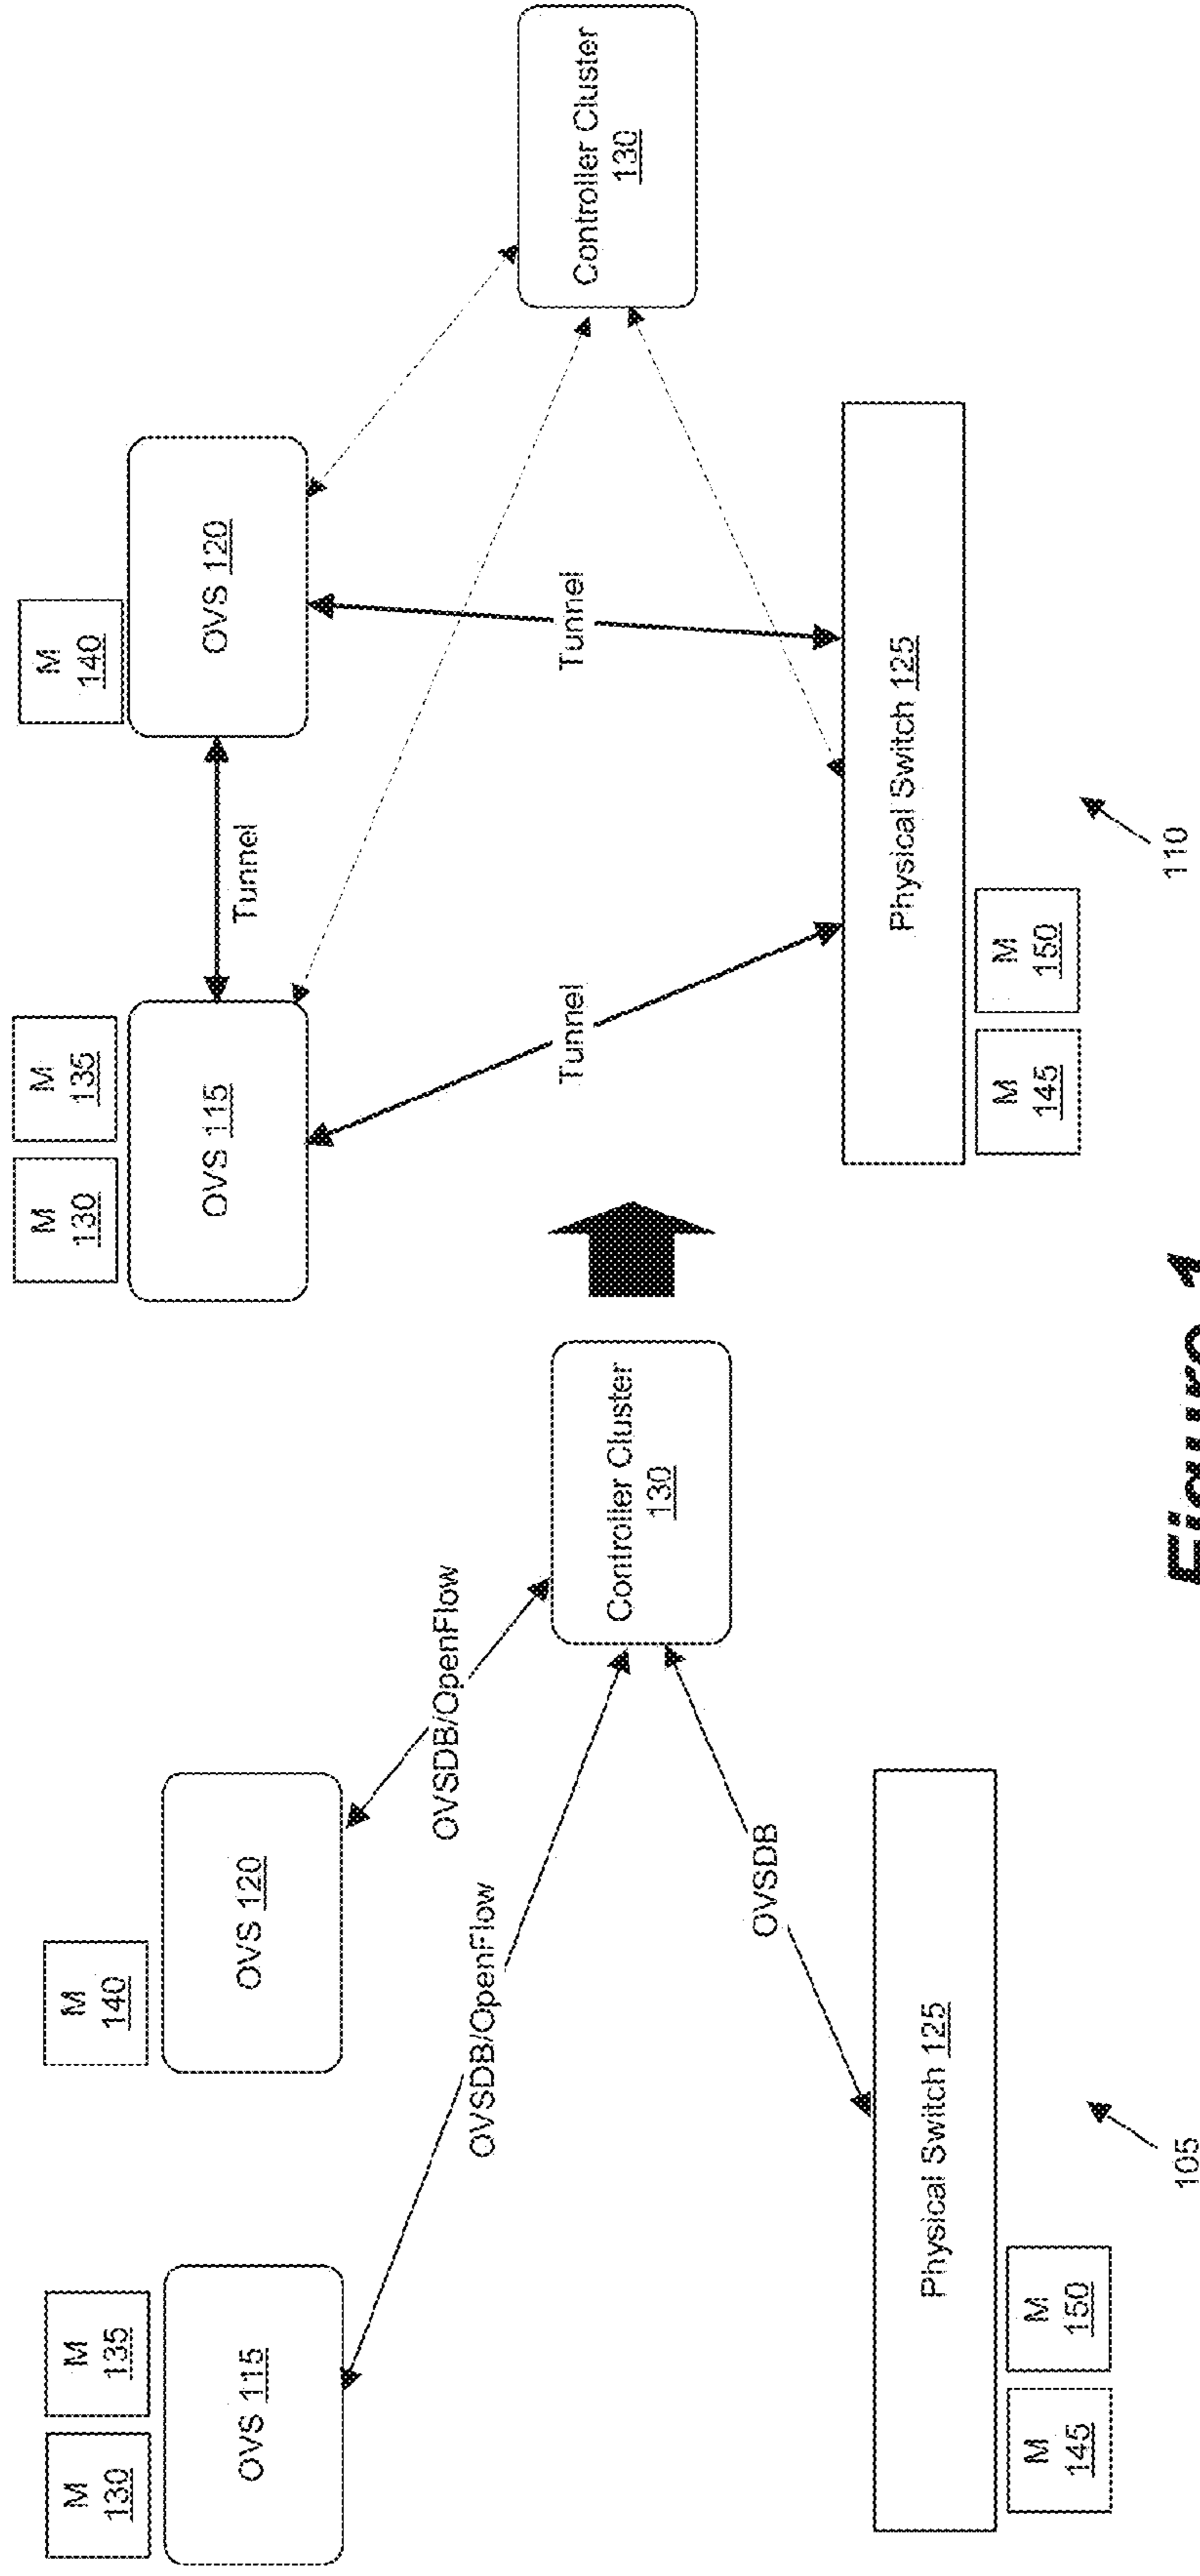 M
130
M
135
M
140
OVS 115
OVS 120
OVSDB/OpenFlow
OVSDB/OpenFlow
Controller Cluster
130
OVSDB
Physical Switch 125
M
145
M
150
105
M
130
M
135
M
140
OVS 115
Tunnel
OVS 120
Tunnel
Tunnel
Controller Cluster
130
Physical Switch 125
M
145
M
150
110
Figure 1